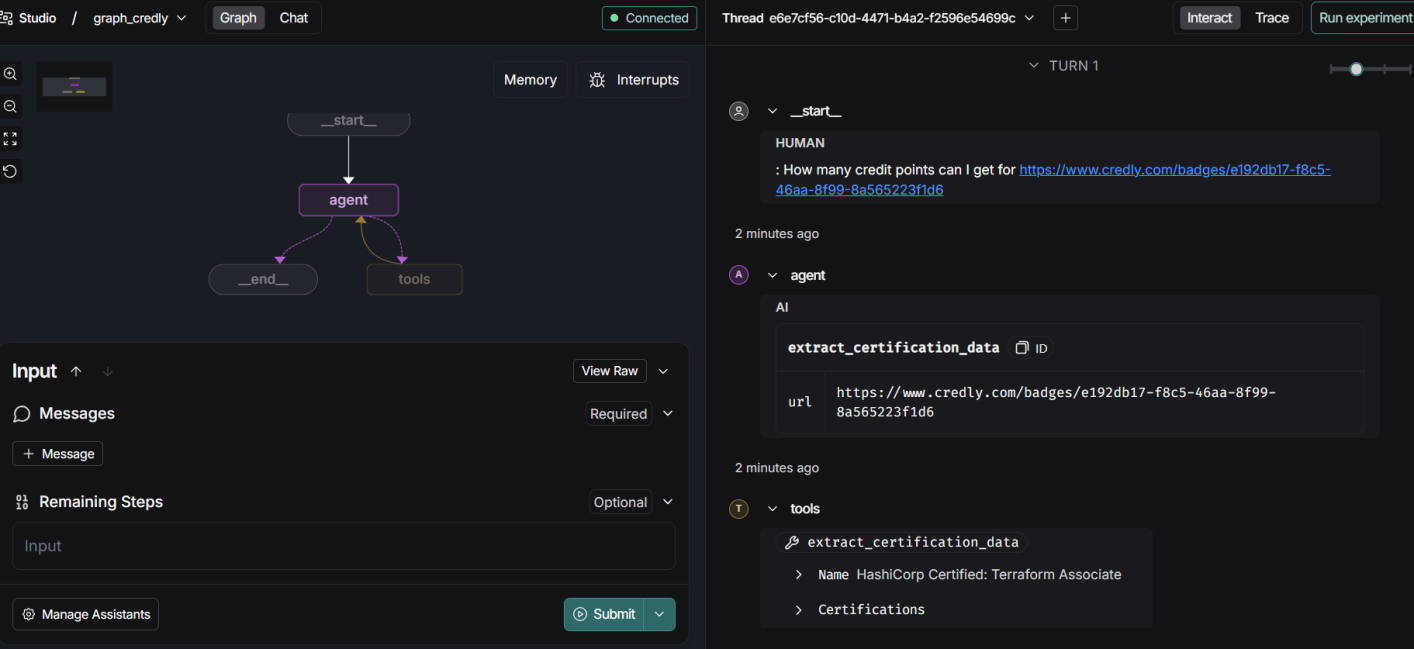 Studio / graph_credly Graph Chat Connected
Memory Interrupts
__start__
agent
__end__ tools
Input View Raw
Messages Required
+ Message
Remaining Steps Optional
Input
Manage Assistants Submit
Thread e6e7cf56-c10d-4471-b4a2-f2596e54699c + Interact Trace Run experiment
TURN 1
__start__
HUMAN
: How many credit points can I get for https://www.credly.com/badges/e192db17-f8c5-
46aa-8f99-8a565223f1d6
2 minutes ago
A agent
AI
extract_certification_data ID
url https://www.credly.com/badges/e192db17-f8c5-46aa-8f99-
8a565223f1d6
2 minutes ago
T tools
extract_certification_data
Name HashiCorp Certified: Terraform Associate
Certifications